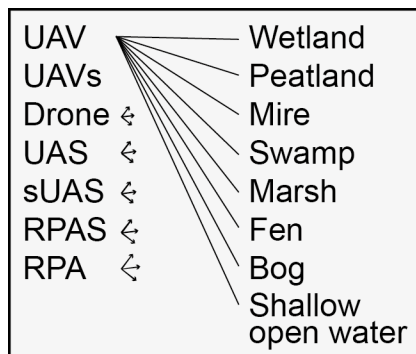 UAV
UAVs
Drone
UAS
sUAS
RPAS
RPA
Wetland
Peatland
Mire
Swamp
Marsh
Fen
Bog
Shallow
open water